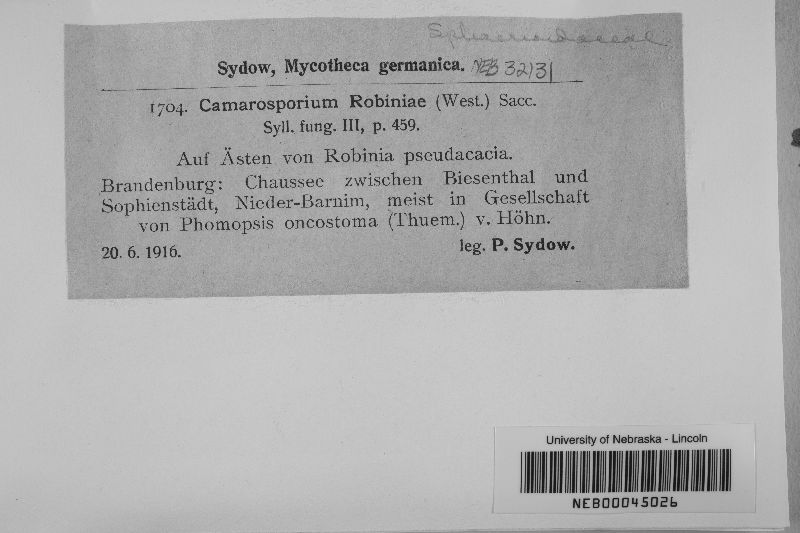 Sphaerioidaceae
Sydow, Mycotheca germanica. NEB 32131
1704. Camarosporium Robiniae (West.) Sacc.
Syll. fung. III, p. 459.
Auf Ästen von Robinia pseudacacia.
Brandenburg: Chaussee zwischen Biesenthal und
Sophienstädt, Nieder-Barnim, meist in Gesellschaft
von Phomopsis oncostoma (Thuem.) v. Höhn.
20. 6. 1916. leg. P. Sydow.
University of Nebraska - Lincoln
NEB00045026